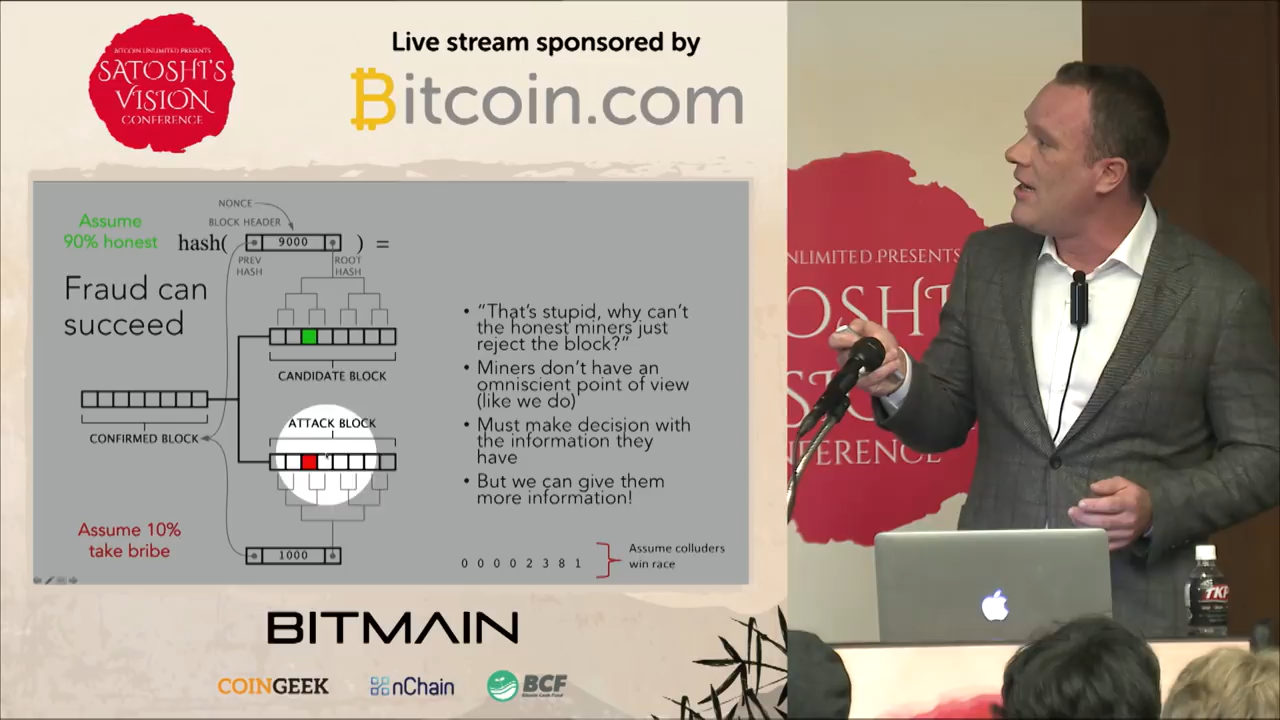 BITCOIN UNLIMITED PRESENTS
SATOSHI'S
VISION
CONFERENCE
Live stream sponsored by
Bitcoin.com
Assume
90% honest
NONCE
BLOCK HEADER
hash( 9000 ) =
PREV
HASH
ROOT
HASH
Fraud can
succeed
CANDIDATE BLOCK
CONFIRMED BLOCK
ATTACK BLOCK
Assume 10%
take bribe
1000
• "That's stupid, why can't
the honest miners just
reject the block?"
• Miners don't have an
omniscient point of view
(like we do)
• Must make decision with
the information they
have
• But we can give them
more information!
0 0 0 0 2 3 8 1
Assume colluders
win race
BITMAIN
COINGEEK
nChain
BCF
NLIMITED PRESENTS
OSHI
NFERENCE
TKP